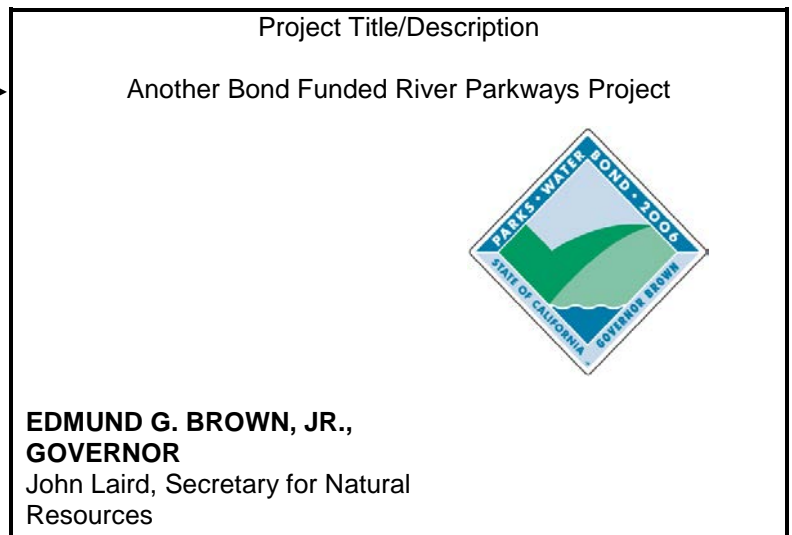 Project Title/Description
Another Bond Funded River Parkways Project
PARKS • WATER BOND • 2006
STATE OF CALIFORNIA
GOVERNOR BROWN
EDMUND G. BROWN, JR.,
GOVERNOR
John Laird, Secretary for Natural
Resources